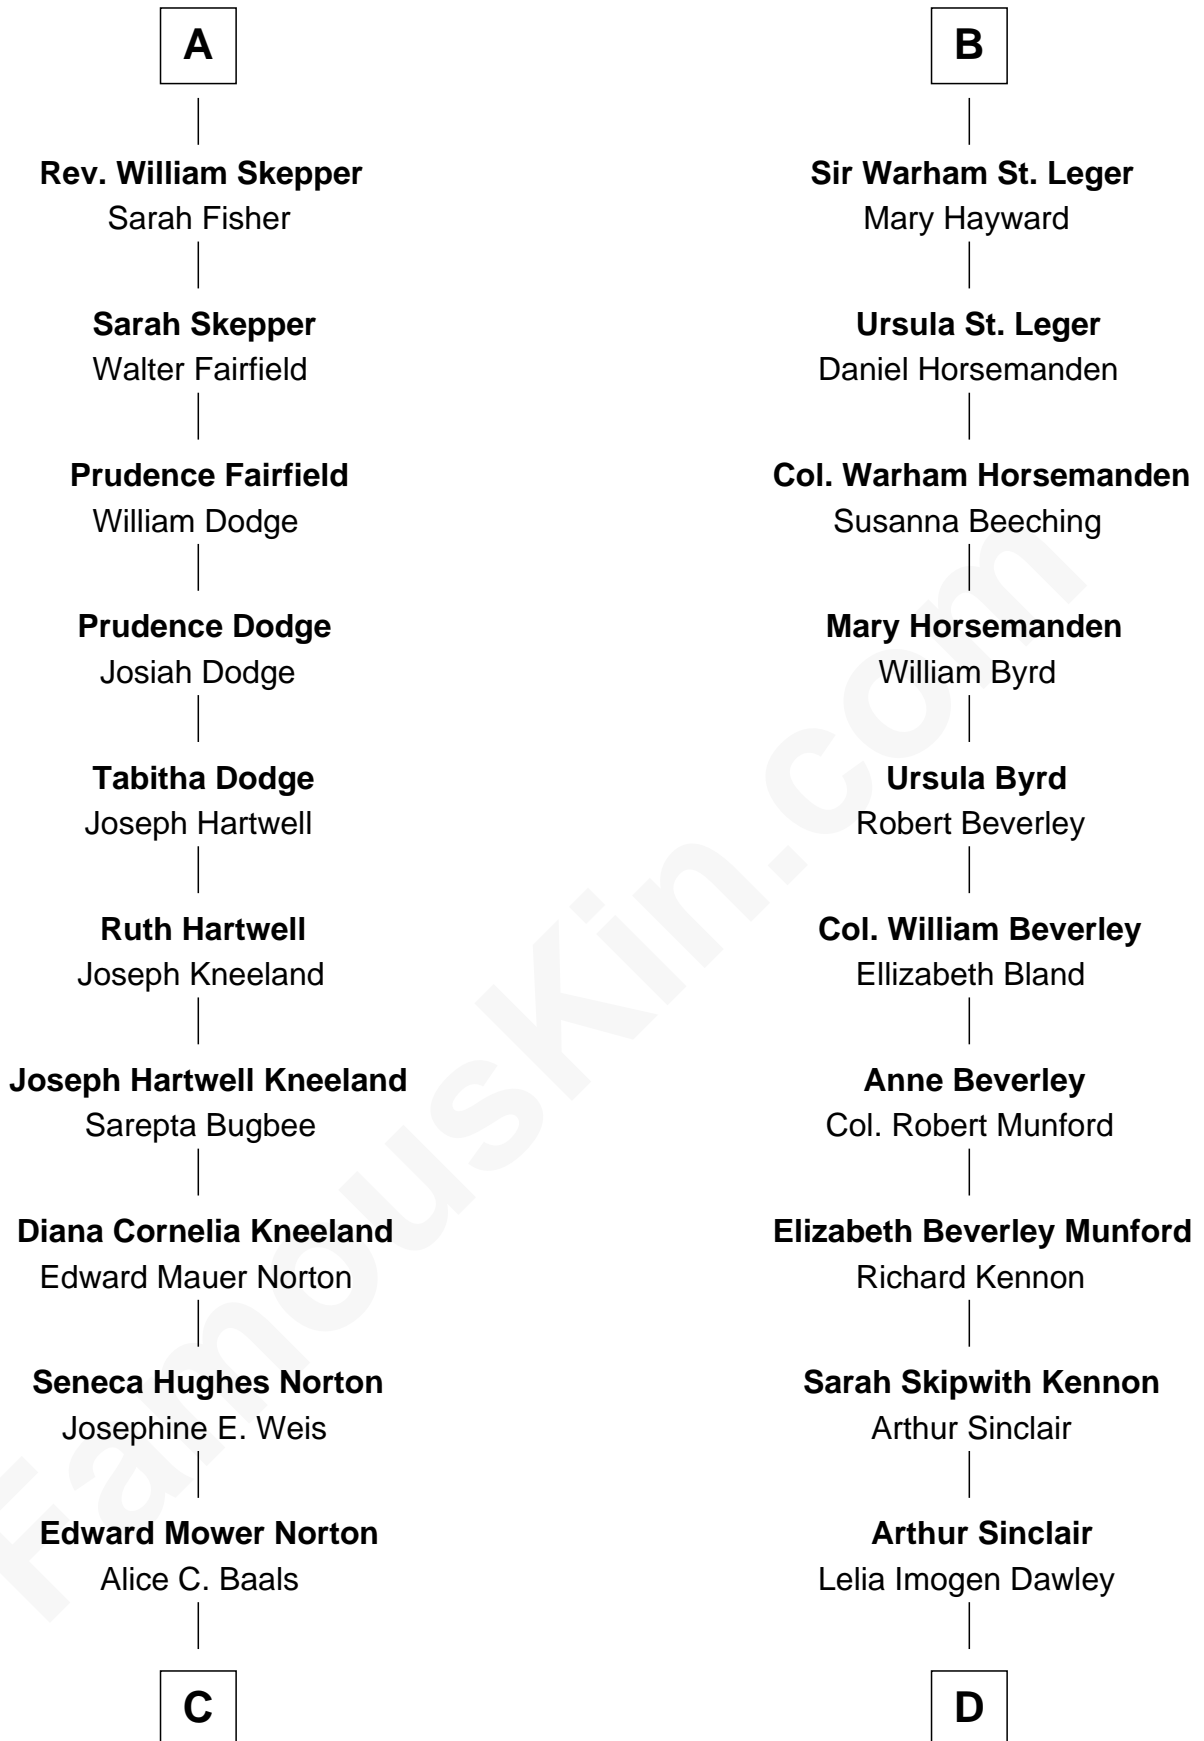 A
Rev. William Skepper
Sarah Fisher
Sarah Skepper
Walter Fairfield
Prudence Fairfield
William Dodge
Prudence Dodge
Josiah Dodge
Tabitha Dodge
Joseph Hartwell
Ruth Hartwell
Joseph Kneeland
Joseph Hartwell Kneeland
Sarepta Bugbee
Diana Cornelia Kneeland
Edward Mauer Norton
Seneca Hughes Norton
Josephine E. Weis
Edward Mower Norton
Alice C. Baals
C
B
Sir Warham St. Leger
Mary Hayward
Ursula St. Leger
Daniel Horsemanden
Col. Warham Horsemanden
Susanna Beeching
Mary Horsemanden
William Byrd
Ursula Byrd
Robert Beverley
Col. William Beverley
Ellizabeth Bland
Anne Beverley
Col. Robert Munford
Elizabeth Beverley Munford
Richard Kennon
Sarah Skipwith Kennon
Arthur Sinclair
Arthur Sinclair
Lelia Imogen Dawley
D
FamousKin.com